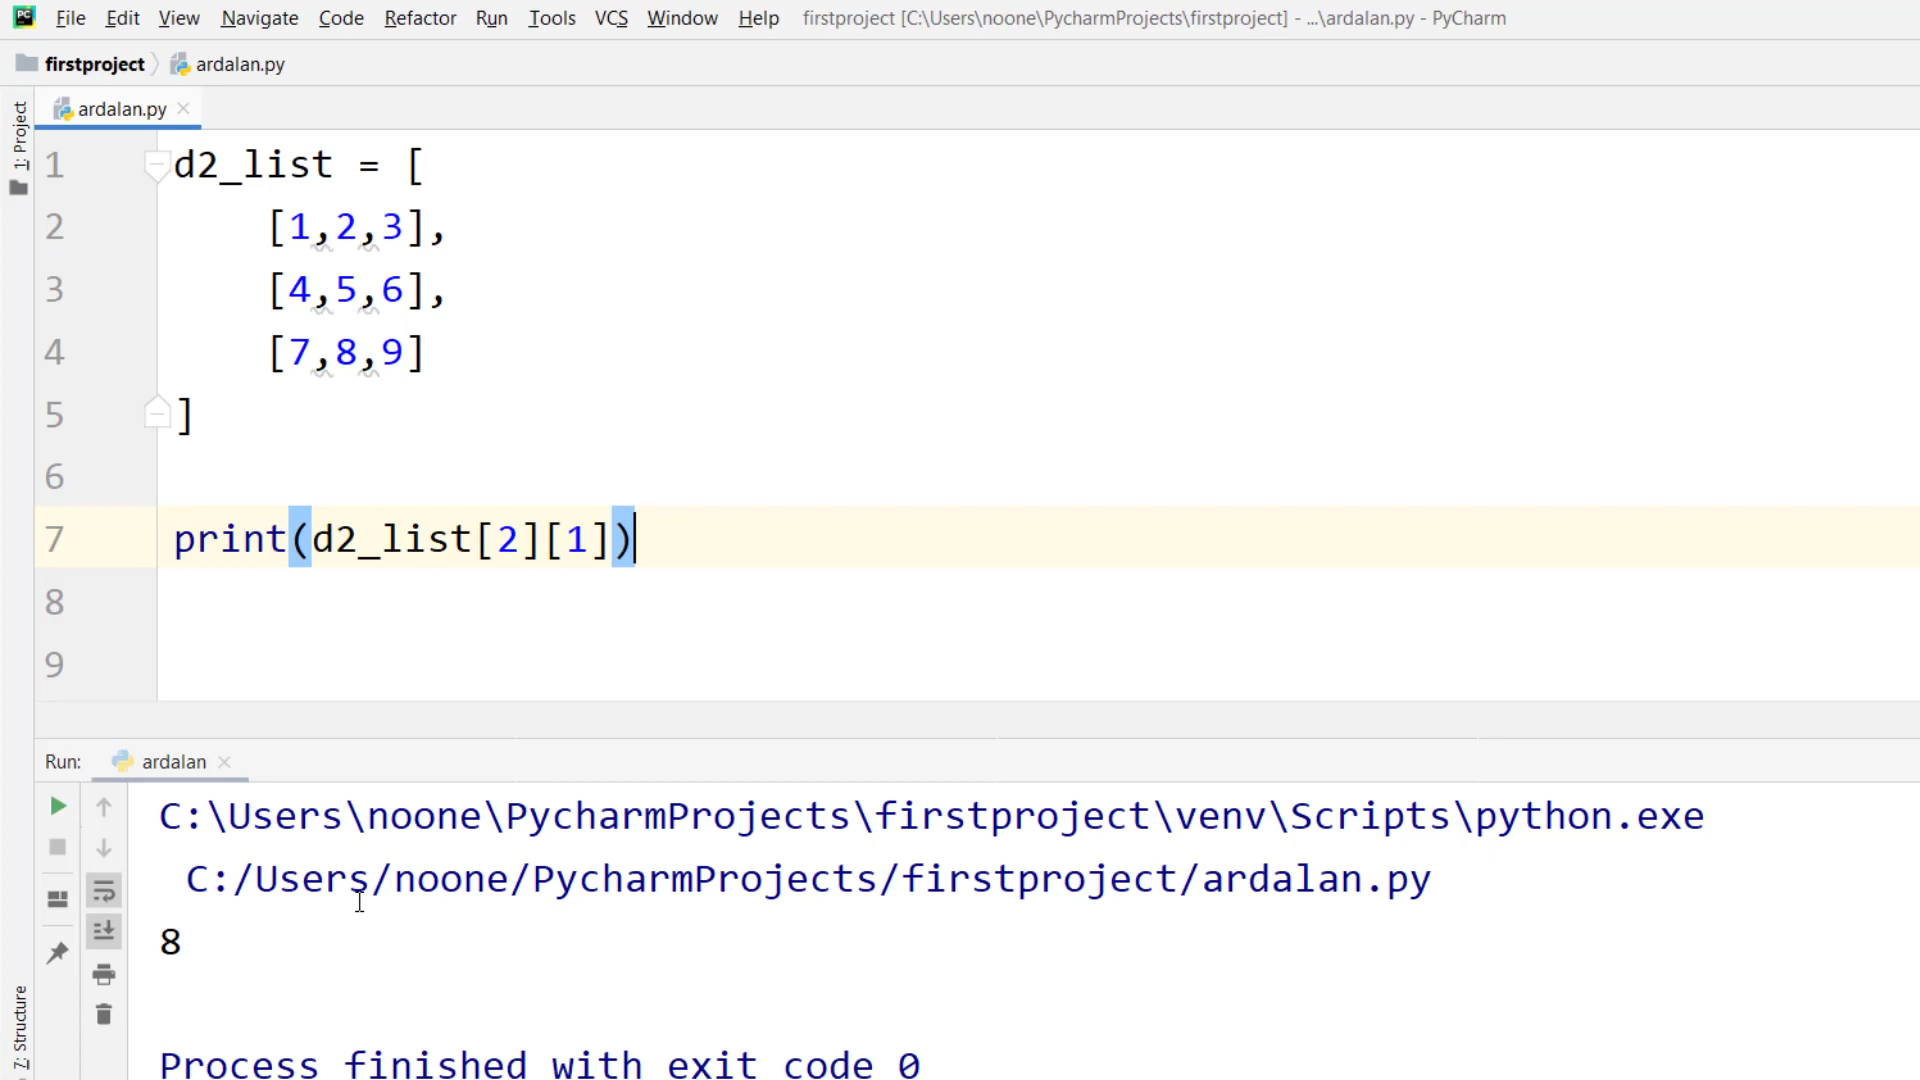 PC File Edit View Navigate Code Refactor Run Tools VCS Window Help firstproject [C:\Users\noone\PycharmProjects\firstproject] - ...\ardalan.py - PyCharm
firstproject ardalan.py
ardalan.py
1: Project
1 d2_list = [
2 [1,2,3],
3 [4,5,6],
4 [7,8,9]
5 ]
6
7 print(d2_list[2][1])
8
9
Run: ardalan
C:\Users\noone\PycharmProjects\firstproject\venv\Scripts\python.exe
C:/Users/noone/PycharmProjects/firstproject/ardalan.py
8
7: Structure
Process finished with exit code 0